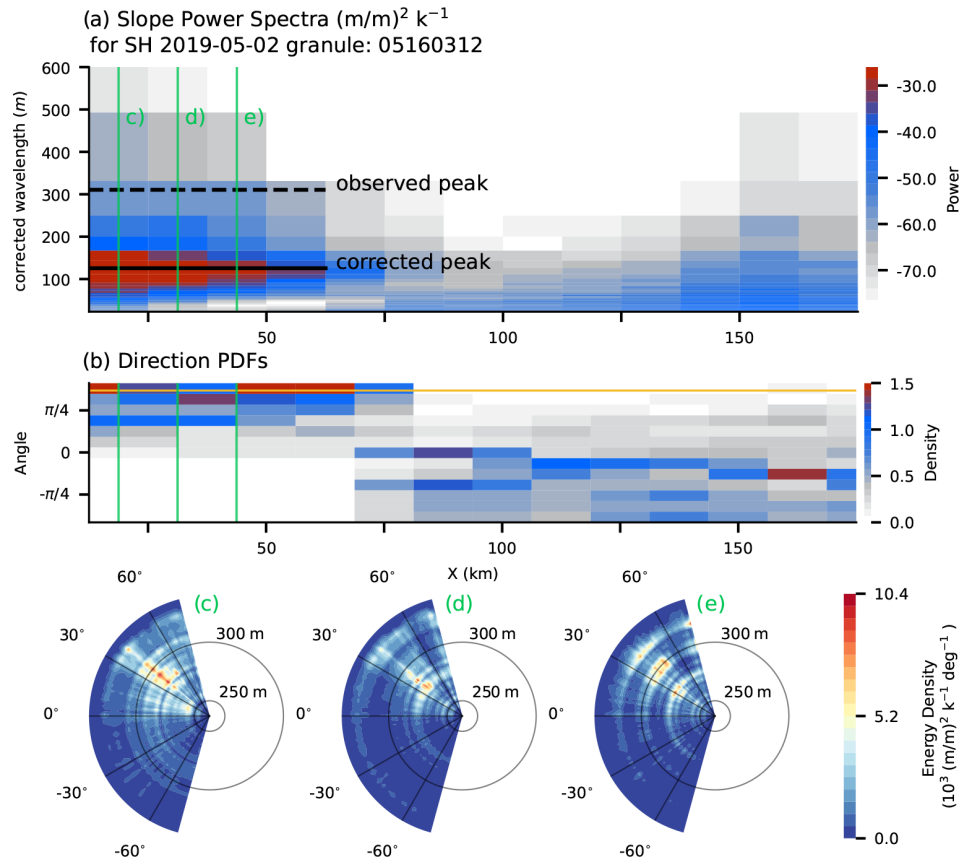 (a) Slope Power Spectra (m/m)² k⁻¹
for SH 2019-05-02 granule: 05160312
600
500
400
300
200
100
corrected wavelength (m)
c)
d)
e)
observed peak
corrected peak
50
100
150
-30.0
-40.0
-50.0
-60.0
-70.0
Power
(b) Direction PDFs
π/4
0
-π/4
Angle
50
100
150
X (km)
1.5
1.0
0.5
0.0
Density
60°
(c)
30°
300 m
250 m
0°
-30°
-60°
60°
(d)
30°
300 m
250 m
0°
-30°
-60°
60°
(e)
30°
300 m
250 m
0°
-30°
-60°
10.4
5.2
0.0
Energy Density
(10³ (m/m)² k⁻¹ deg⁻¹ )